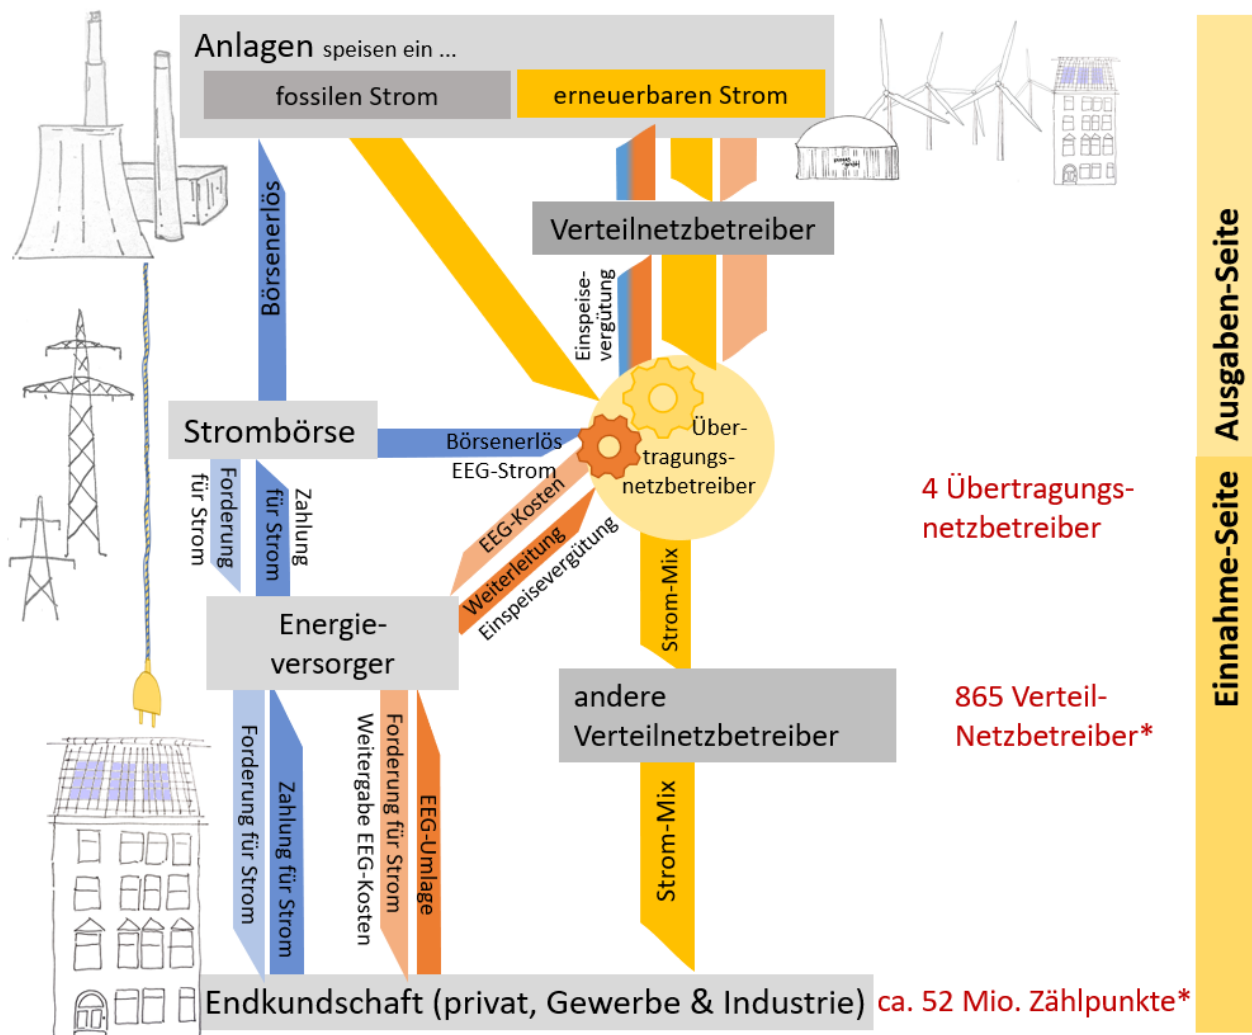 Anlagen speisen ein ...
fossilen Strom
erneuerbaren Strom
Verteilnetzbetreiber
Börsenerlös
Einspeise-
vergütung
Ausgaben-Seite
Strombörse
Börsenerlös
EEG-Strom
Über-
tragungs-
netzbetreiber
Forderung
für Strom
Zahlung
für Strom
EEG-Kosten
Weiterleitung
Einspeisevergütung
4 Übertragungs-
netzbetreiber
Einnahme-Seite
Strom-Mix
Energie-
versorger
andere
Verteilnetzbetreiber
865 Verteil-
Netzbetreiber*
Forderung für Strom
Zahlung für Strom
Forderung für Strom
Weitergabe EEG-Kosten
EEG-Umlage
Strom-Mix
Endkundschaft (privat, Gewerbe & Industrie)
ca. 52 Mio. Zählpunkte*